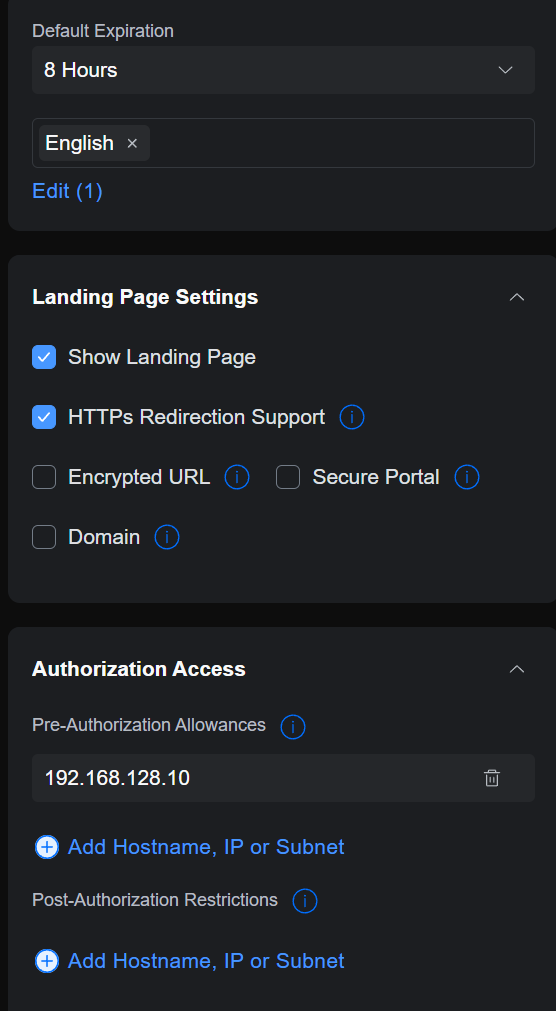 Default Expiration
8 Hours
English ×
Edit (1)
Landing Page Settings
Show Landing Page
HTTPs Redirection Support
Encrypted URL Secure Portal
Domain
Authorization Access
Pre-Authorization Allowances
192.168.128.10
Add Hostname, IP or Subnet
Post-Authorization Restrictions
Add Hostname, IP or Subnet